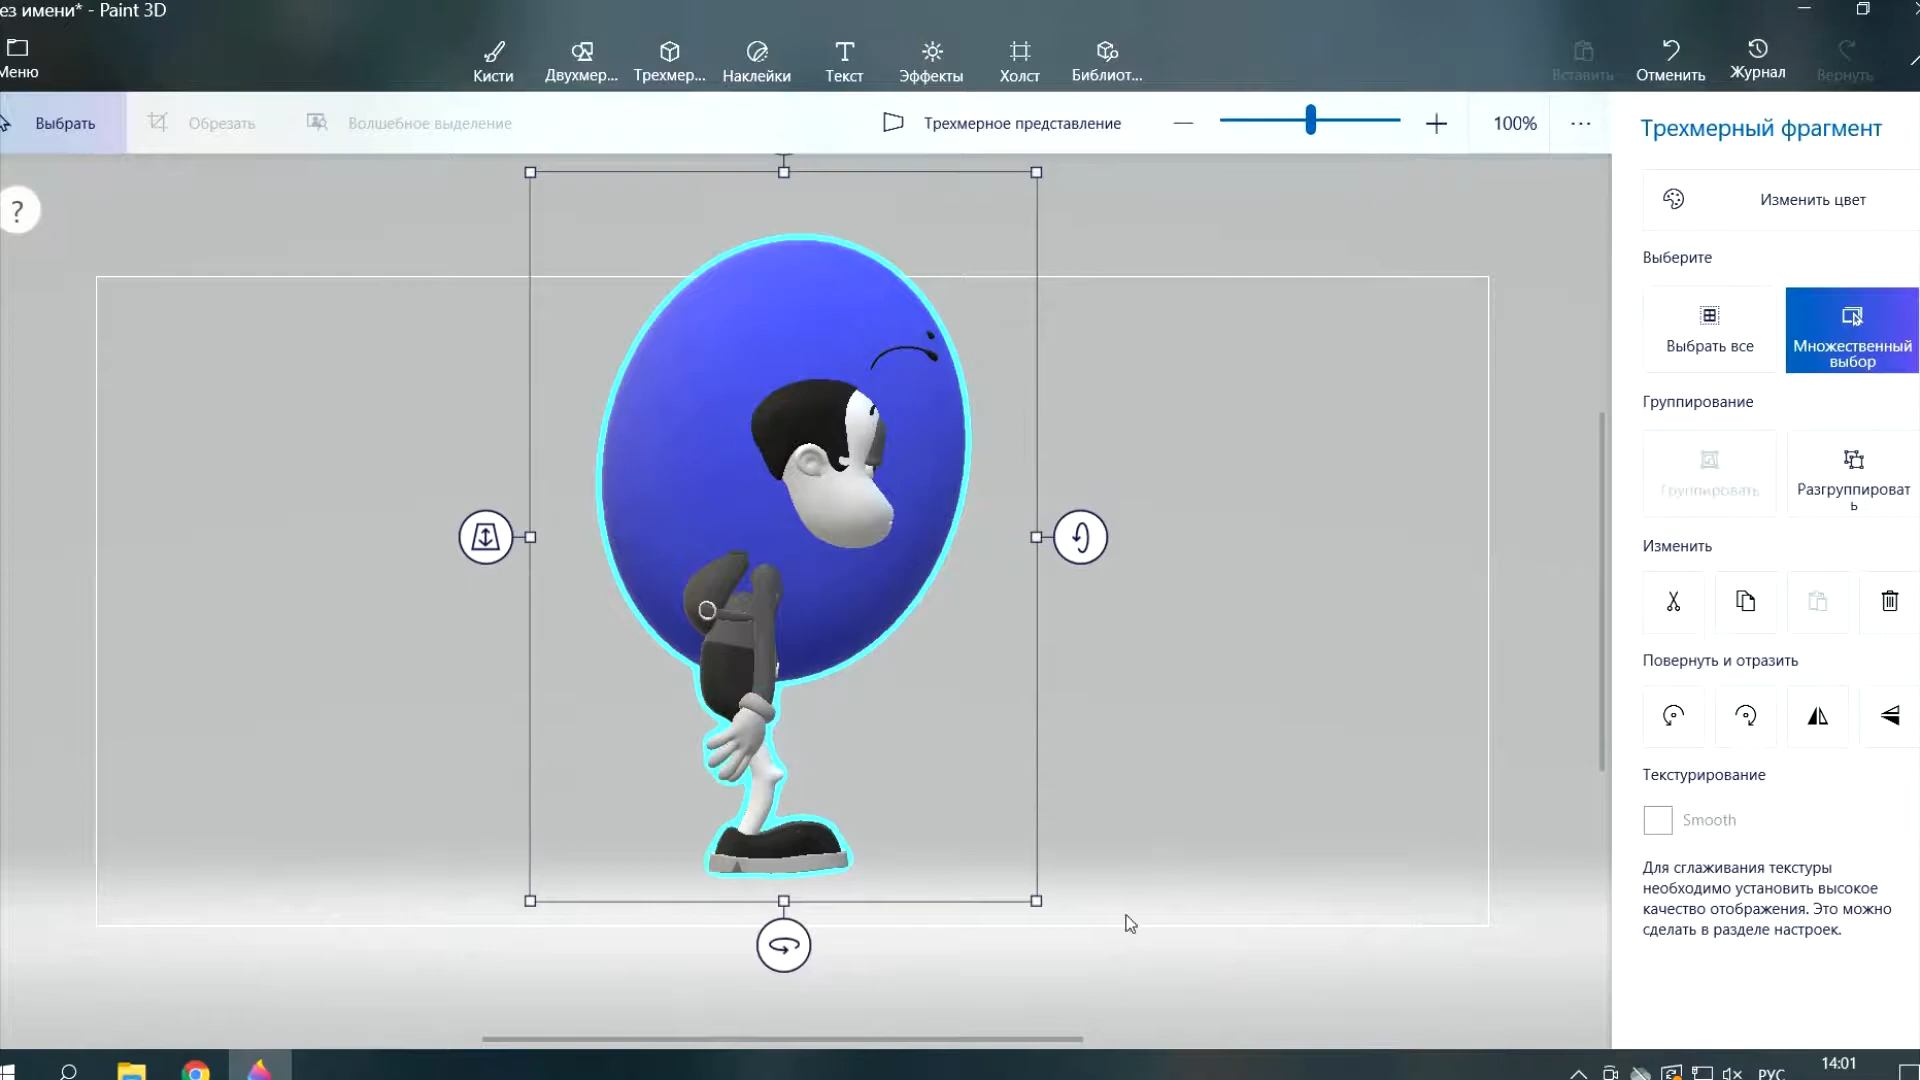 ез имени* - Paint 3D
Меню
Кисти
Двухмер...
Трехмер...
Наклейки
Текст
Эффекты
Холст
Библиот...
Вставить
Отменить
Журнал
Вернуть
Выбрать
Обрезать
Волшебное выделение
Трехмерное представление
100%
...
?
Трехмерный фрагмент
Изменить цвет
Выберите
Выбрать все
Множественный
выбор
Группирование
Группировать
Разгруппироват
ь
Изменить
Повернуть и отразить
Текстурирование
Smooth
Для сглаживания текстуры
необходимо установить высокое
качество отображения. Это можно
сделать в разделе настроек.
РУС
14:01